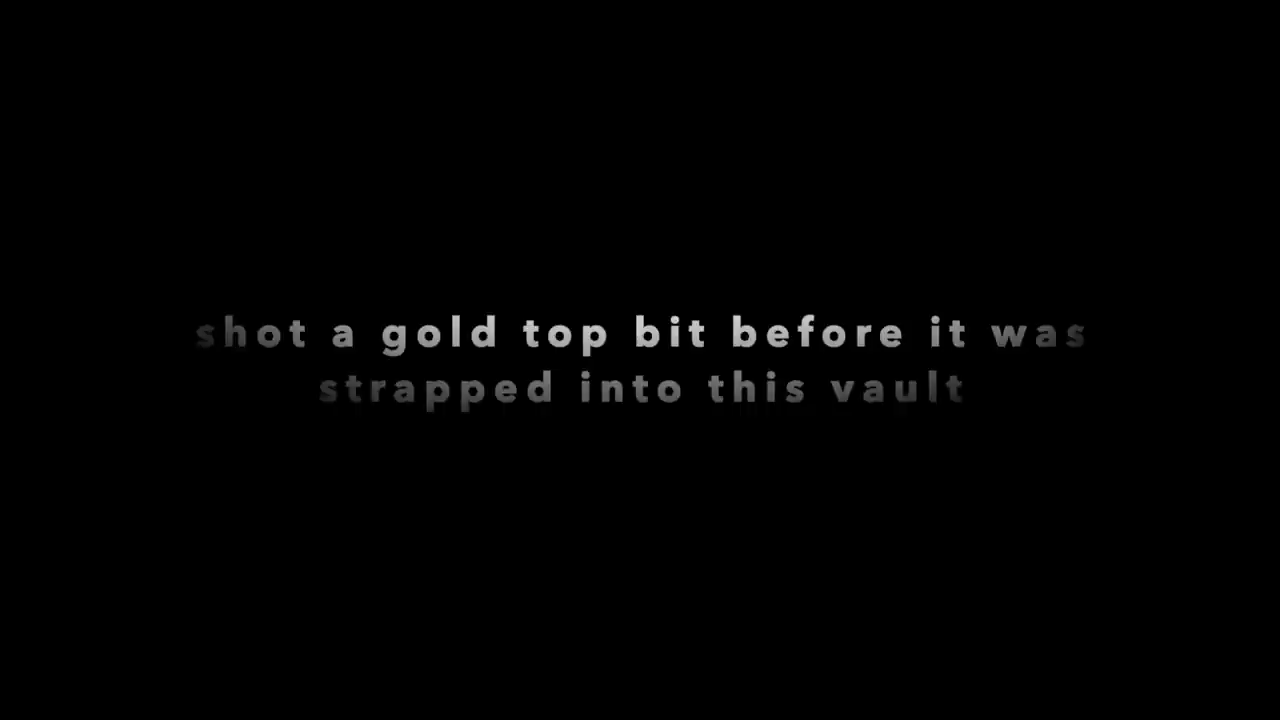 shot a gold top bit before it was
strapped into this vault